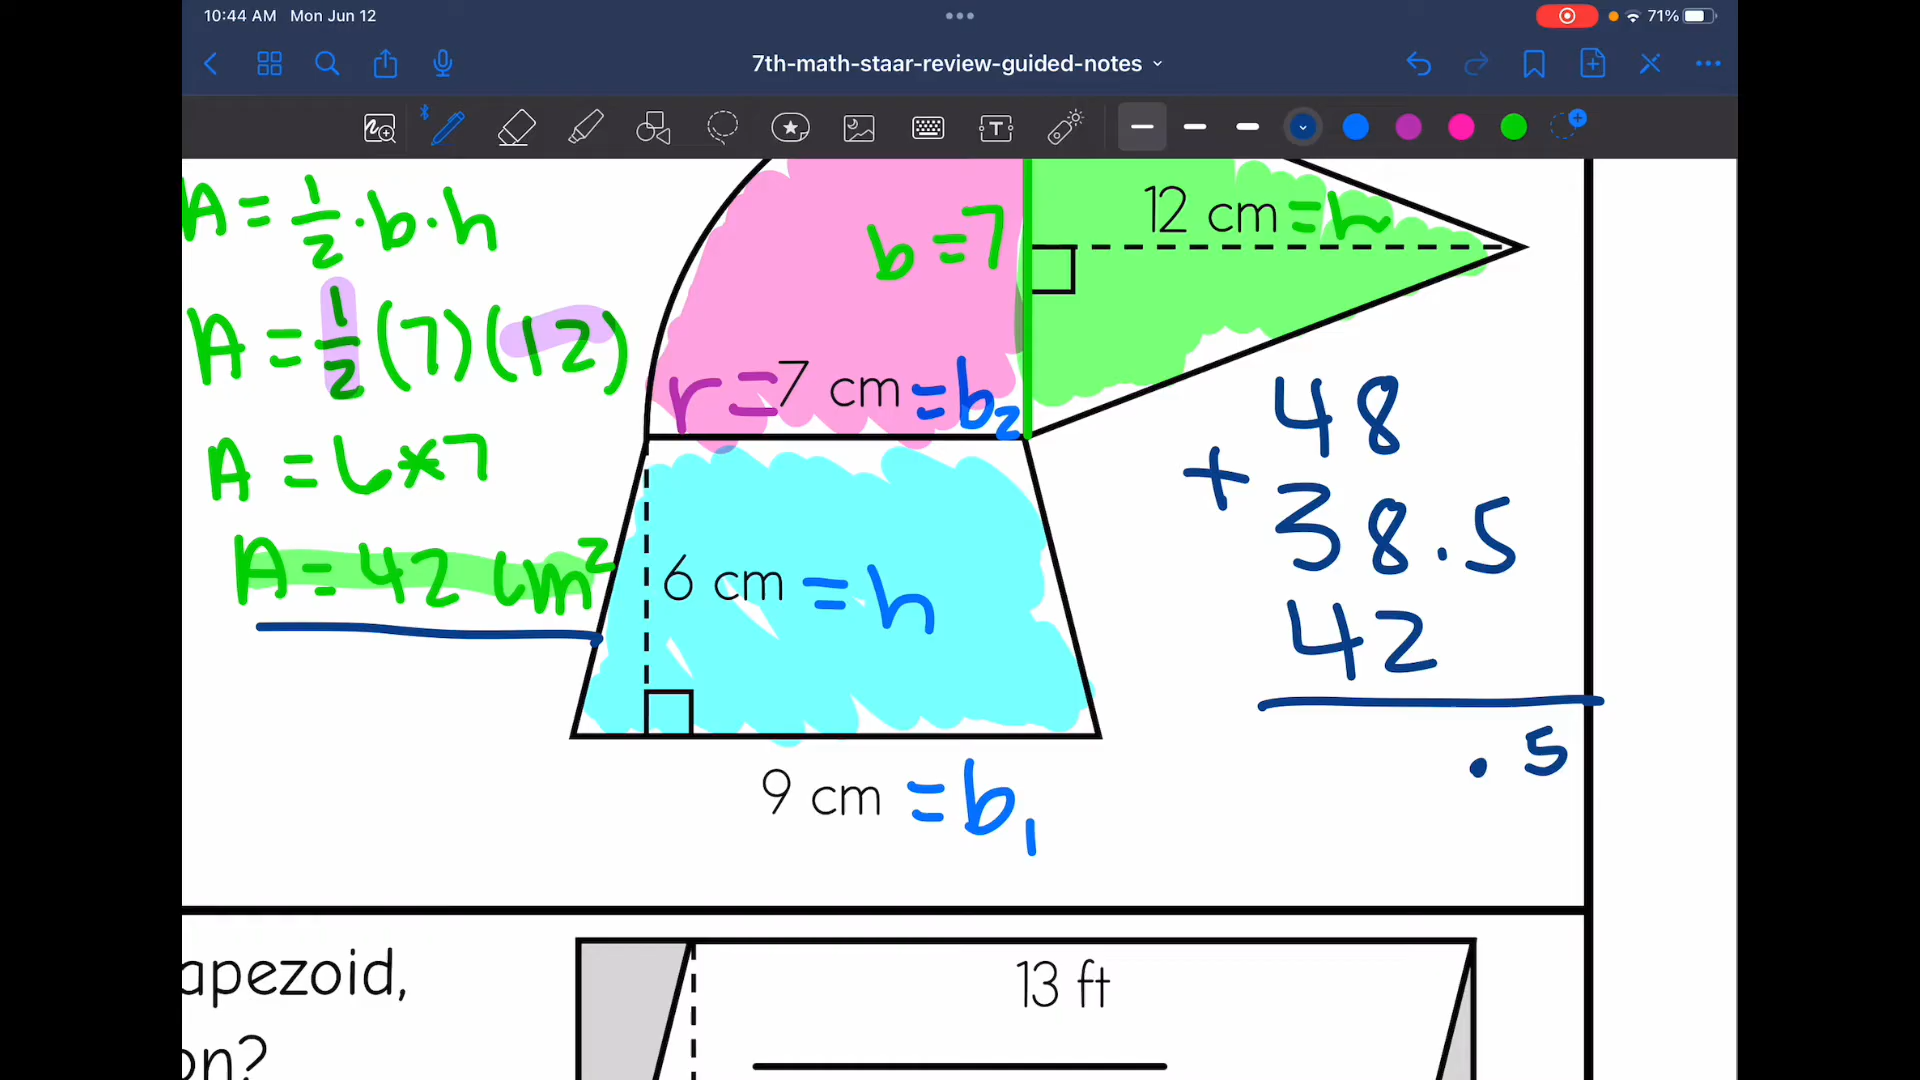 10:44 AM Mon Jun 12
71%
7th-math-staar-review-guided-notes
A = 1/2 · b · h
A = 1/2 (7)(12)
A = 6*7
A = 42 cm²
b = 7
12 cm = h
r = 7 cm = b₂
6 cm = h
9 cm = b₁
48
+ 38.5
42
.5
apezoid,
on?
13 ft